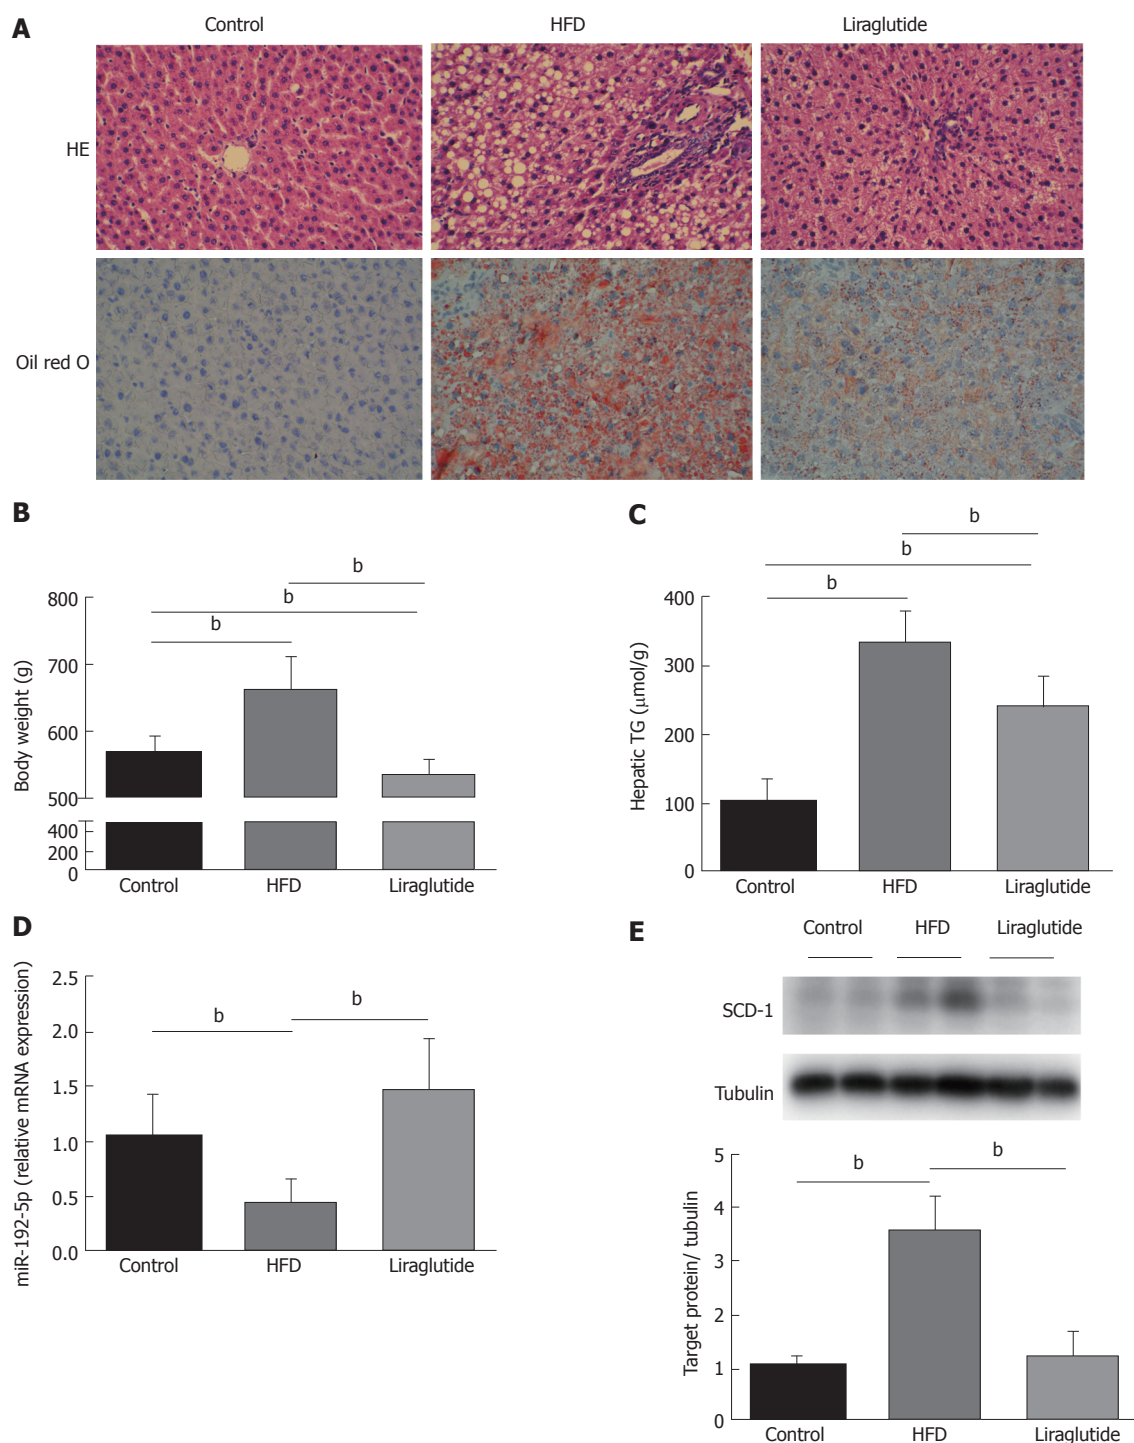 A
Control
HFD
Liraglutide
HE
Oil red O
B
b
b
b
800
700
600
500
400
200
0
Body weight (g)
Control
HFD
Liraglutide
C
b
b
b
400
300
200
100
0
Hepatic TG (μmol/g)
Control
HFD
Liraglutide
D
b
b
2.5
2.0
1.5
1.0
0.5
0.0
miR-192-5p (relative mRNA expression)
Control
HFD
Liraglutide
E
Control
HFD
Liraglutide
SCD-1
Tubulin
b
b
5
4
3
2
1
0
Target protein/ tubulin
Control
HFD
Liraglutide